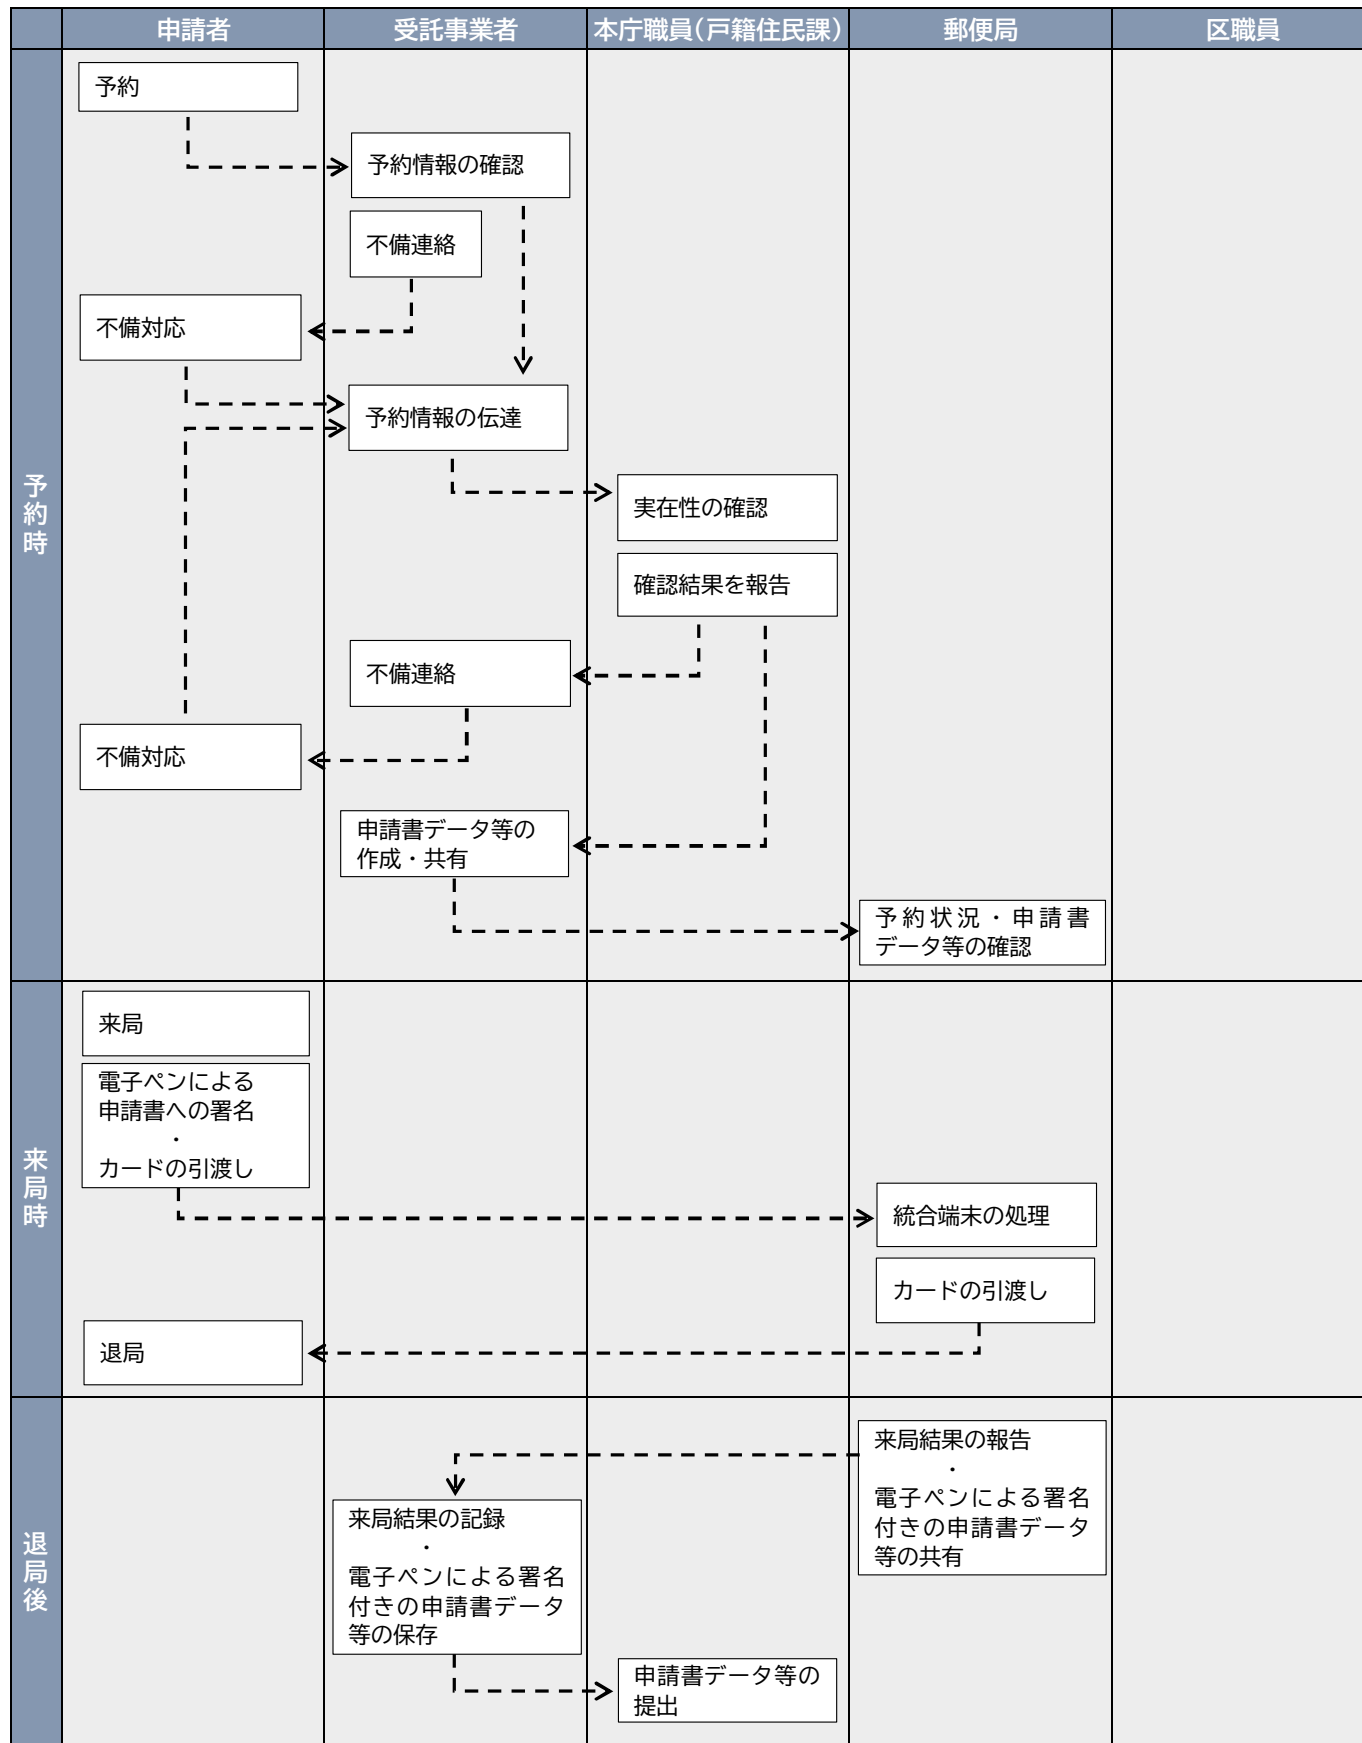 申請者
受託事業者
本庁職員(戸籍住民課)
郵便局
区職員
予約時
予約
予約情報の確認
不備連絡
不備対応
予約情報の伝達
実在性の確認
確認結果を報告
不備連絡
不備対応
申請書データ等の
作成・共有
予約状況・申請書
データ等の確認
来局時
来局
電子ペンによる
申請書への署名
・
カードの引渡し
統合端末の処理
カードの引渡し
退局
退局後
来局結果の報告
・
電子ペンによる署名
付きの申請書データ
等の共有
来局結果の記録
・
電子ペンによる署名
付きの申請書データ
等の保存
申請書データ等の
提出